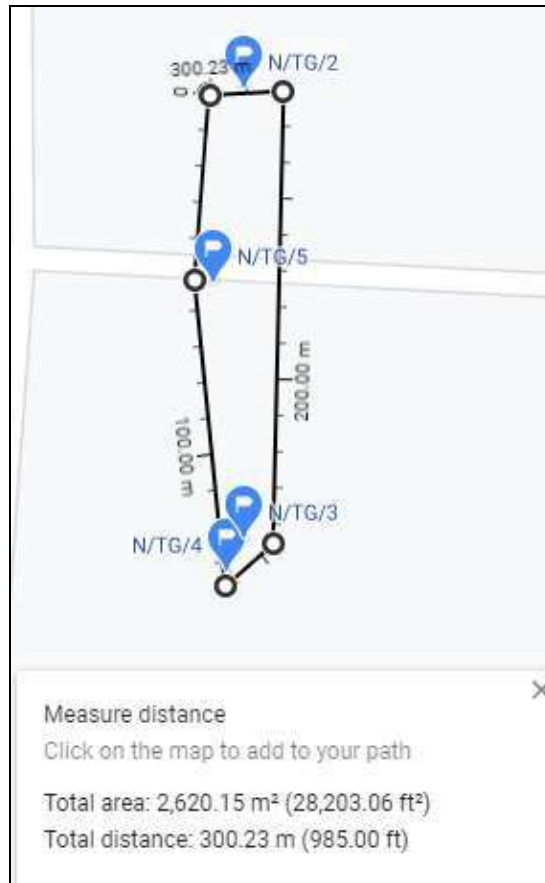 300.23 m
0
N/TG/2
N/TG/5
200.00 m
100.00 m
N/TG/3
N/TG/4
Measure distance
Click on the map to add to your path
Total area: 2,620.15 m² (28,203.06 ft²)
Total distance: 300.23 m (985.00 ft)